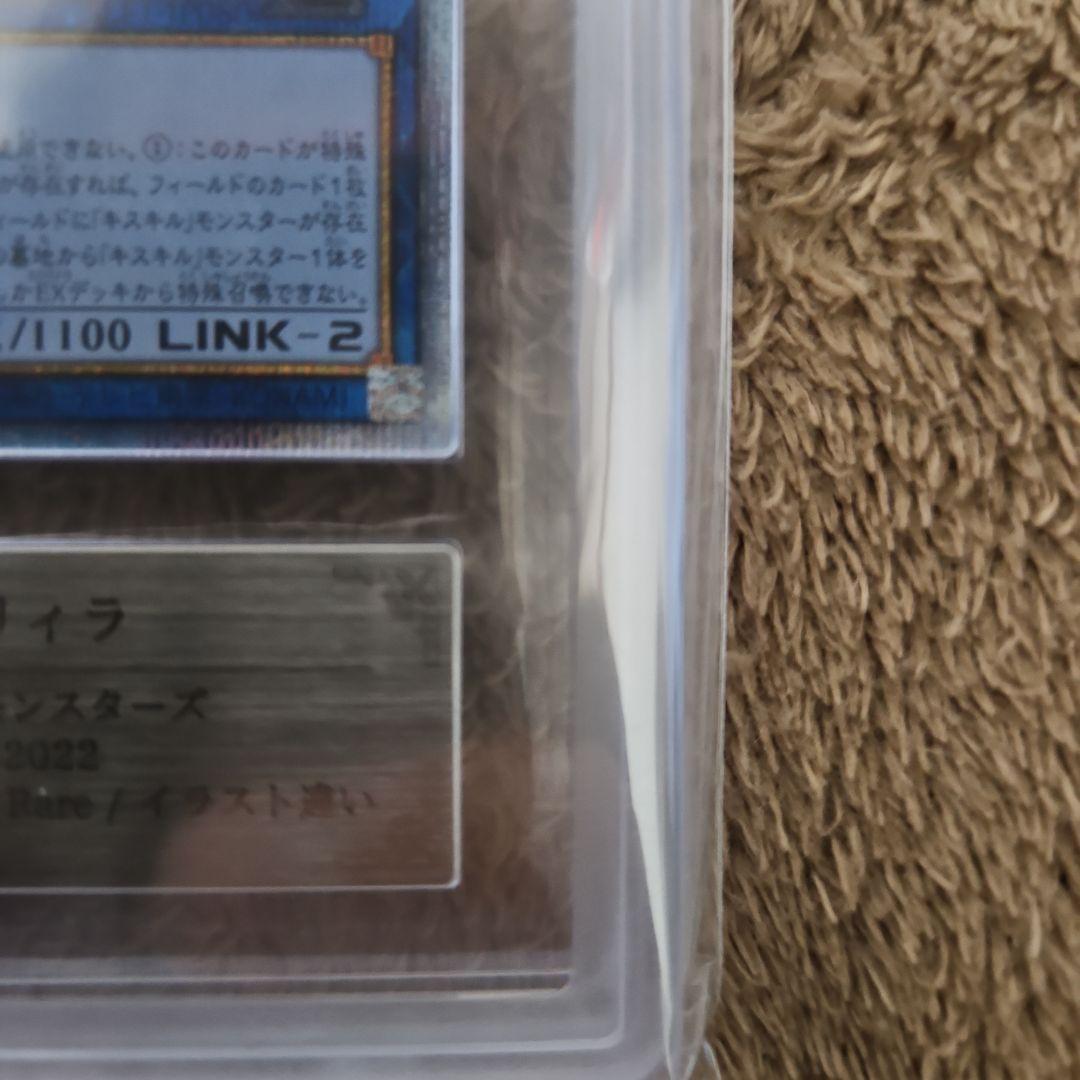 できない。①:このカードが特殊
が存在すれば、フィールドのカード1枚
ィールドに「キスキル」モンスターが存在
の墓地から「キスキル」モンスター1体を
しかEXデッキから特殊召喚できない。
/1100 LINK-2
KONAMI
リィラ
モンスターズ
2022
Rare / イラスト違い